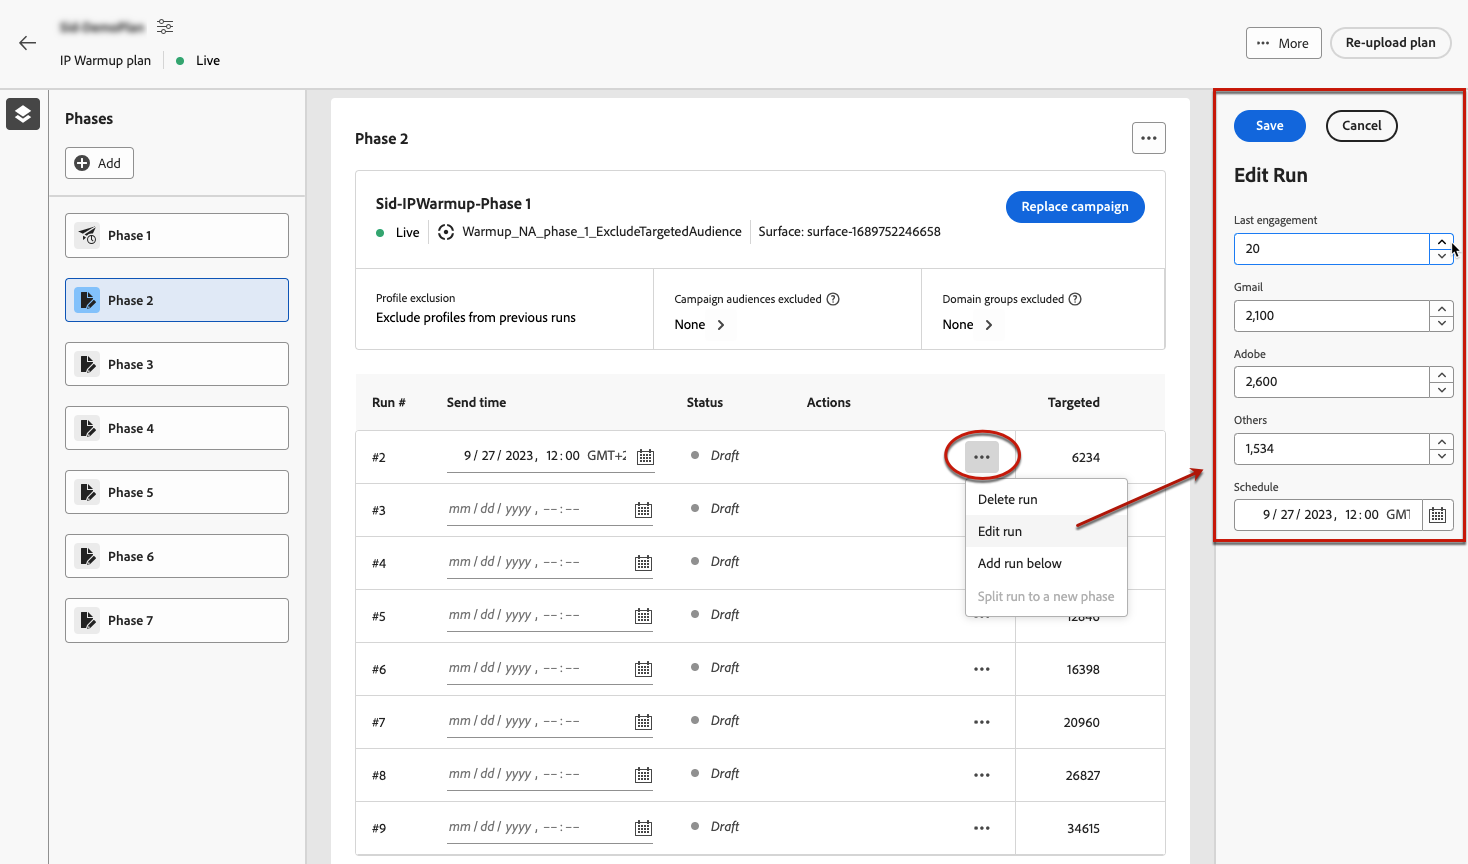 IP Warmup plan
Live
More
Re-upload plan
Phases
Add
Phase 1
Phase 2
Phase 3
Phase 4
Phase 5
Phase 6
Phase 7
Phase 2
Sid-IPWarmup-Phase 1
Live
Warmup_NA_phase_1_ExcludeTargetedAudience
Surface: surface-1689752246658
Replace campaign
Profile exclusion
Exclude profiles from previous runs
Campaign audiences excluded
None
Domain groups excluded
None
Run # Send time Status Actions Targeted
#2 9/27/2023, 12:00 GMT+2 Draft 6234
#3 mm/dd/yyyy, --:-- Draft
#4 mm/dd/yyyy, --:-- Draft
#5 mm/dd/yyyy, --:-- Draft
#6 mm/dd/yyyy, --:-- Draft 16398
#7 mm/dd/yyyy, --:-- Draft 20960
#8 mm/dd/yyyy, --:-- Draft 26827
#9 mm/dd/yyyy, --:-- Draft 34615
Delete run
Edit run
Add run below
Split run to a new phase
Save
Cancel
Edit Run
Last engagement
20
Gmail
2,100
Adobe
2,600
Others
1,534
Schedule
9/27/2023, 12:00 GMT